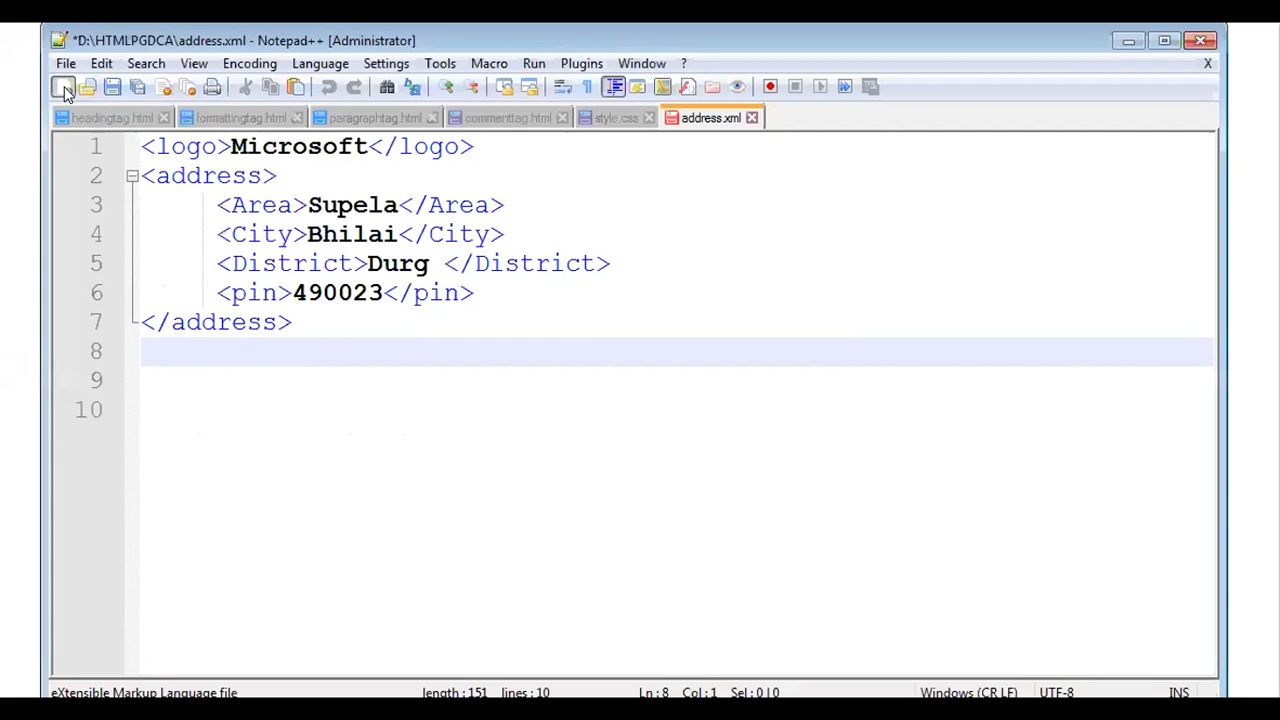 *D:\HTMLPGDCA\address.xml - Notepad++ [Administrator]
File Edit Search View Encoding Language Settings Tools Macro Run Plugins Window ? X
headingtag.html formattingtag.html paragraphtag.html commenttag.html style.css address.xml
1 <logo>Microsoft</logo>
2 <address>
3 <Area>Supela</Area>
4 <City>Bhilai</City>
5 <District>Durg </District>
6 <pin>490023</pin>
7 </address>
8
9
10
eXtensible Markup Language file length : 151 lines : 10 Ln : 8 Col : 1 Sel : 0 | 0 Windows (CR LF) UTF-8 INS